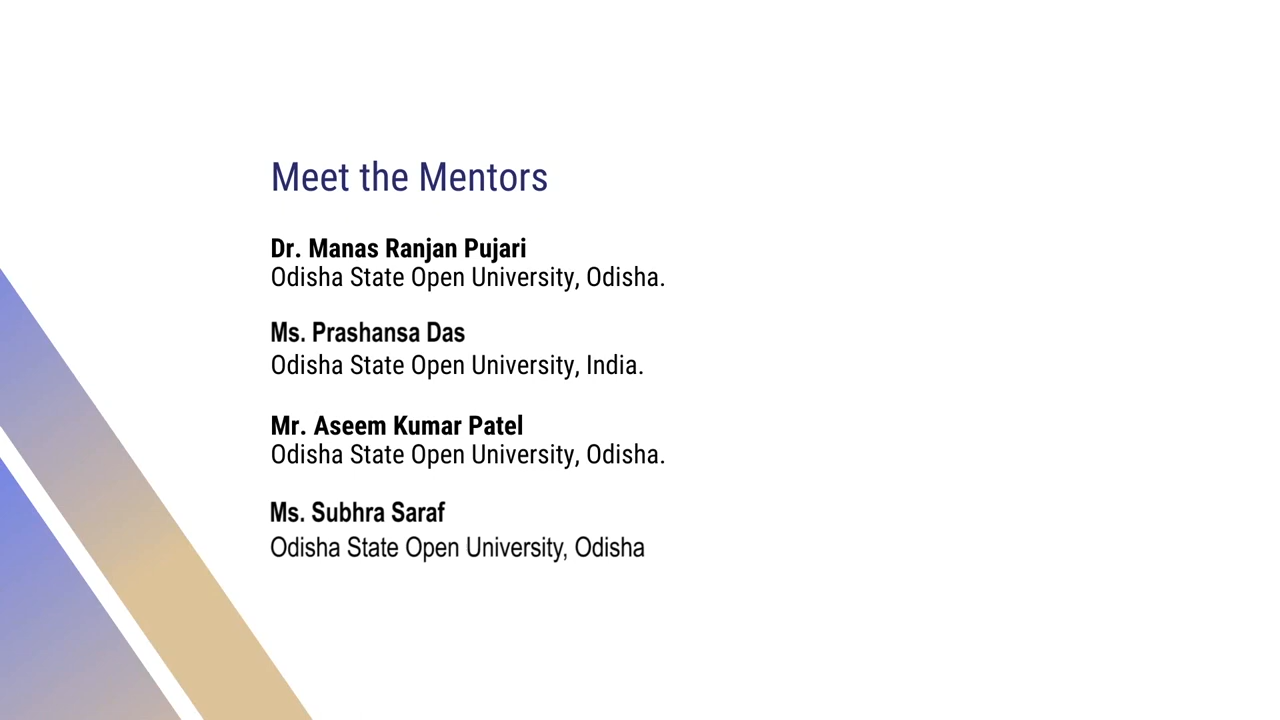 Meet the Mentors
Dr. Manas Ranjan Pujari
Odisha State Open University, Odisha.
Ms. Prashansa Das
Odisha State Open University, India.
Mr. Aseem Kumar Patel
Odisha State Open University, Odisha.
Ms. Subhra Saraf
Odisha State Open University, Odisha